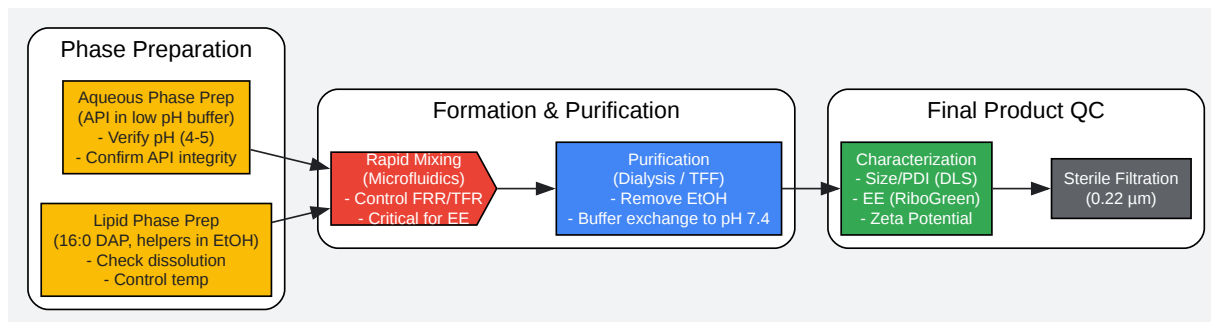 Phase Preparation
Aqueous Phase Prep
(API in low pH buffer)
- Verify pH (4-5)
- Confirm API integrity
Lipid Phase Prep
(16:0 DAP, helpers in EtOH)
- Check dissolution
- Control temp
Formation & Purification
Rapid Mixing
(Microfluidics)
- Control FRR/TFR
- Critical for EE
Purification
(Dialysis / TFF)
- Remove EtOH
- Buffer exchange to pH 7.4
Final Product QC
Characterization
- Size/PDI (DLS)
- EE (RiboGreen)
- Zeta Potential
Sterile Filtration
(0.22 µm)